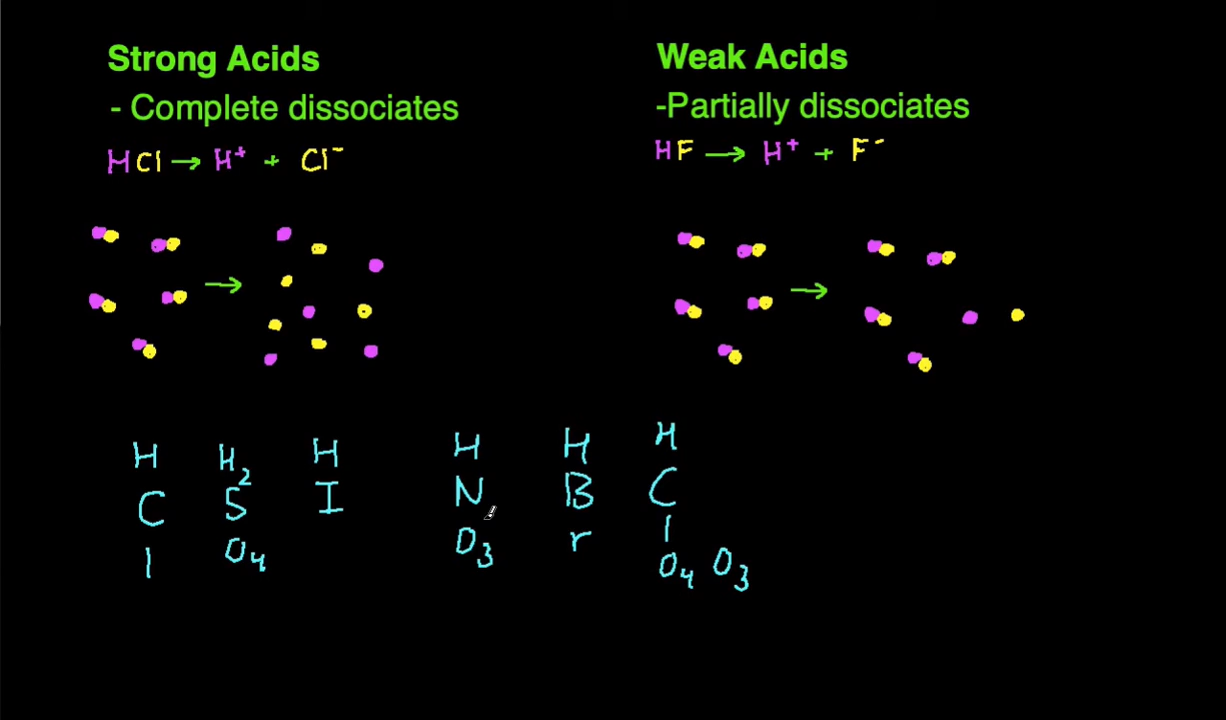 Strong Acids
- Complete dissociates
HCl → H⁺ + Cl⁻
Weak Acids
-Partially dissociates
HF → H⁺ + F⁻
H H₂ I H H H
C S I N B C
l O₄ O₃ r l
O₄ O₃